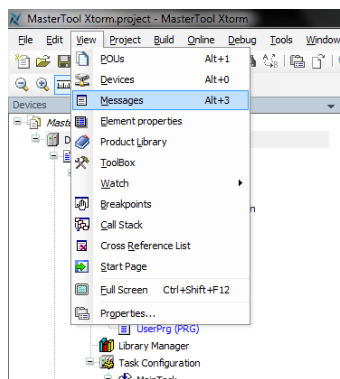 MasterTool Xtorm.project - MasterTool Xtorm
File Edit View Project Build Online Debug Tools Window
POUs Alt+1
Devices Alt+0
Messages Alt+3
Element properties
Product Library
ToolBox
Watch
Breakpoints
Call Stack
Cross Reference List
Start Page
Full Screen Ctrl+Shift+F12
Properties...
Devices
UserPrg (PRG)
Library Manager
Task Configuration
MainTask